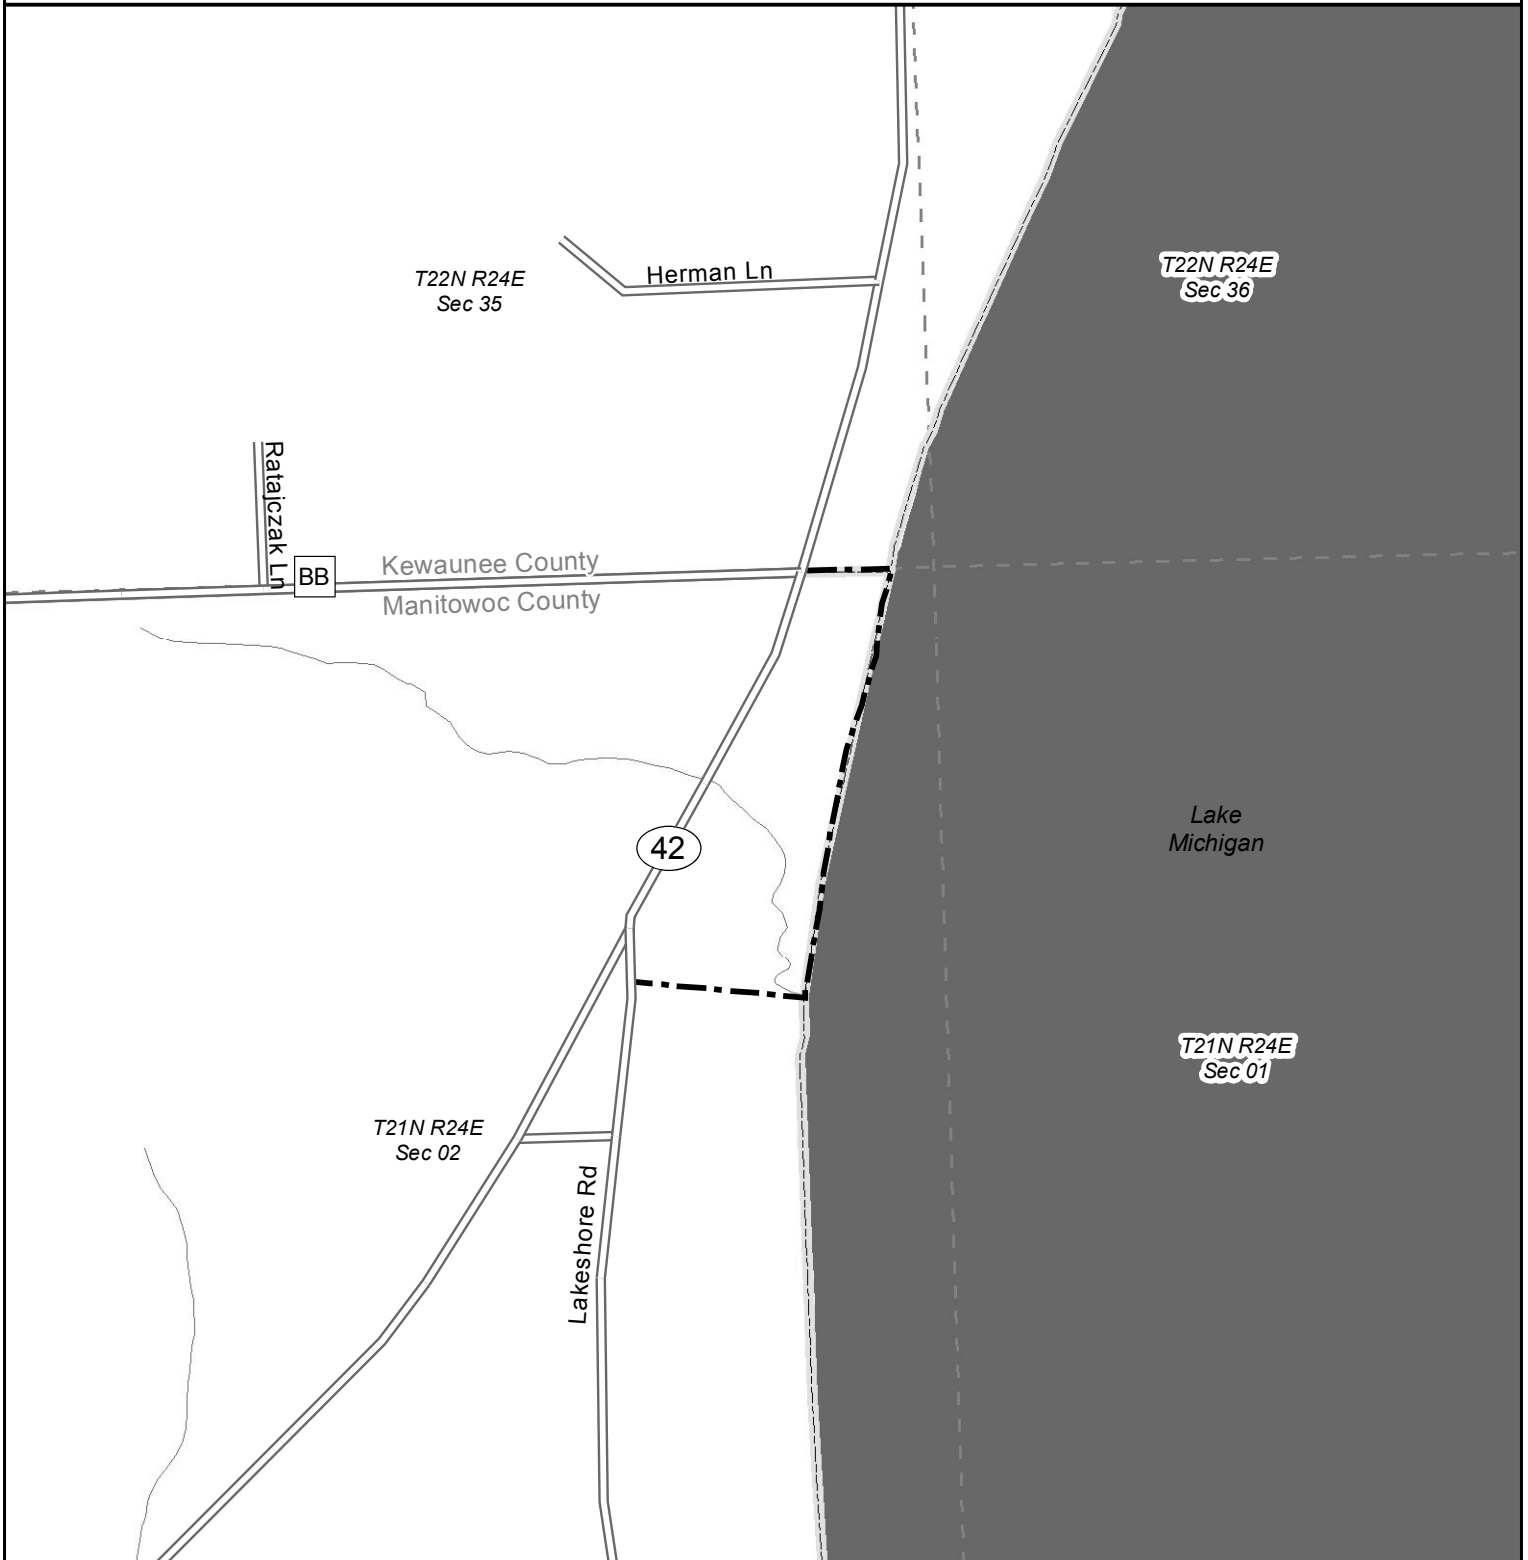 T22N R24E
Sec 36
Herman Ln
T22N R24E
Sec 35
Ratajczak Ln
BB
Kewaunee County
Manitowoc County
42
Lake
Michigan
T21N R24E
Sec 01
T21N R24E
Sec 02
Lakeshore Rd